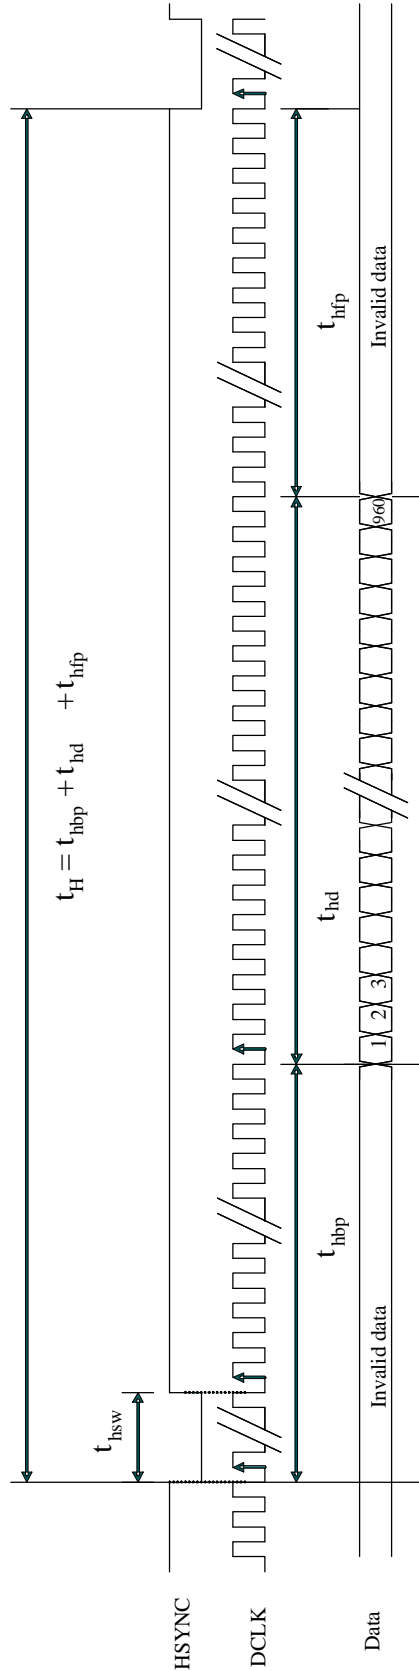 t_H = t_hbp + t_hd + t_hfp
t_hsw
HSYNC
DCLK
t_hbp
t_hd
t_hfp
Data
Invalid data
1 2 3
960
Invalid data